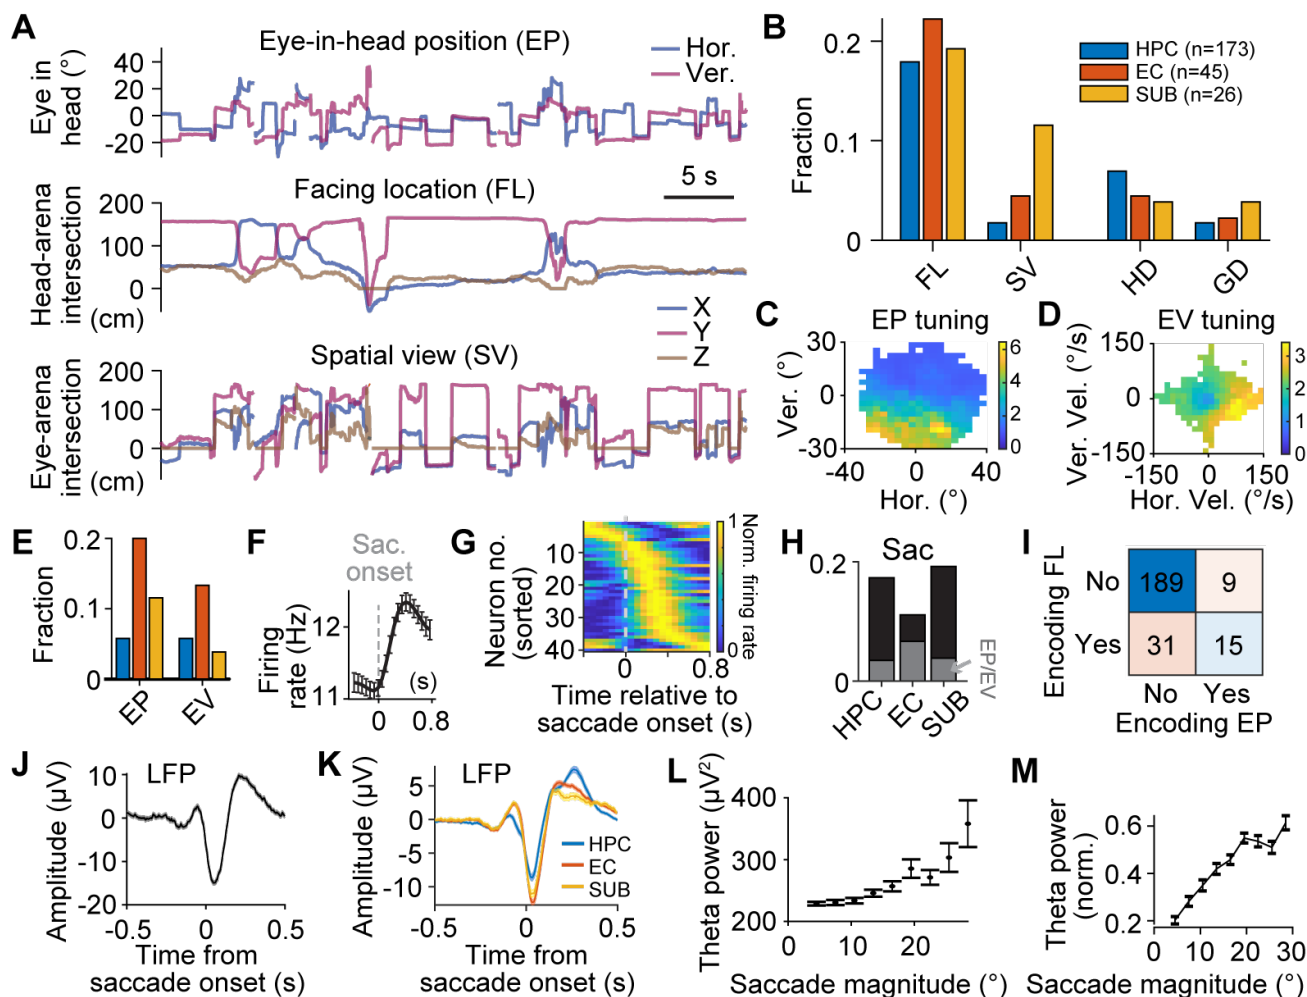 A
Eye-in-head position (EP)
Hor.
Ver.
Eye in
head (°)
40
20
0
-20
Facing location (FL)
5 s
Head-arena
intersection
(cm)
200
100
0
X
Y
Z
Spatial view (SV)
Eye-arena
intersection
(cm)
200
100
0
B
HPC (n=173)
EC (n=45)
SUB (n=26)
Fraction
0.2
0.1
0
FL
SV
HD
GD
C
EP tuning
Ver. (°)
30
0
-30
-40
0
40
Hor. (°)
6
4
2
0
D
EV tuning
Ver. Vel. (°/s)
150
0
-150
-150
0
150
Hor. Vel. (°/s)
3
2
1
0
E
Fraction
0.2
0.1
0
EP
EV
F
Sac.
onset
Firing
rate (Hz)
12
11
(s)
0
0.8
G
Neuron no.
(sorted)
10
20
30
40
0
0.8
Time relative to
saccade onset (s)
1
0
Norm. firing rate
H
Sac
0.2
0
HPC
EC
SUB
EP/EV
I
Encoding FL
No
Yes
189
9
31
15
No
Yes
Encoding EP
J
LFP
Amplitude (µV)
10
0
-10
-20
-0.5
0
0.5
Time from
saccade onset (s)
K
LFP
Amplitude (µV)
5
0
-5
-10
HPC
EC
SUB
-0.5
0
0.5
Time from
saccade onset (s)
L
Theta power (µV²)
400
300
200
0
10
20
Saccade magnitude (°)
M
Theta power
(norm.)
0.6
0.4
0.2
0
10
20
30
Saccade magnitude (°)